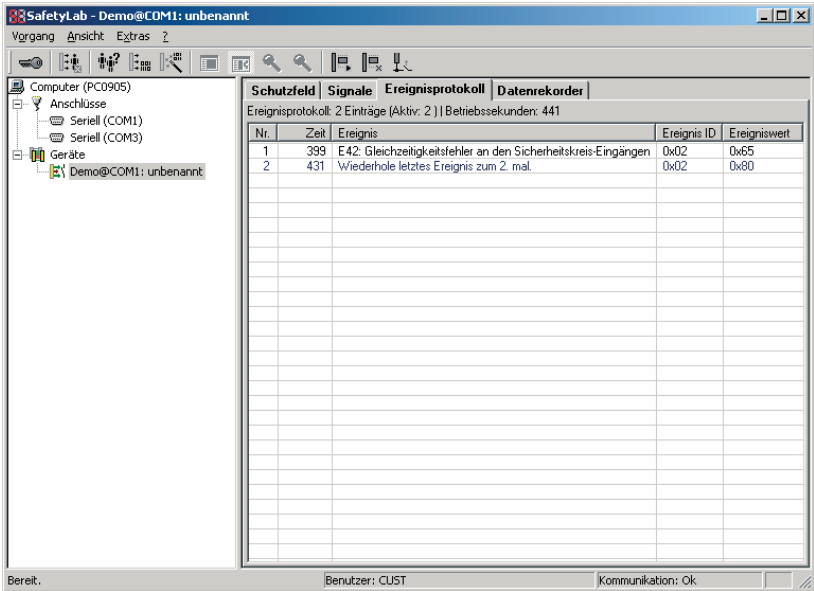 SafetyLab - Demo@COM1: unbenannt
Vorgang Ansicht Extras ?
Computer (PC0905)
Anschlüsse
Seriell (COM1)
Seriell (COM3)
Geräte
Demo@COM1: unbenannt
Schutzfeld Signale Ereignisprotokoll Datenrekorder
Ereignisprotokoll: 2 Einträge (Aktiv: 2 ) | Betriebssekunden: 441
Nr. Zeit Ereignis Ereignis ID Ereigniswert
1 399 E42: Gleichzeitigkeitsfehler an den Sicherheitskreis-Eingängen 0x02 0x65
2 431 Wiederhole letztes Ereignis zum 2. mal. 0x02 0x80
Bereit. Benutzer: CUST Kommunikation: Ok